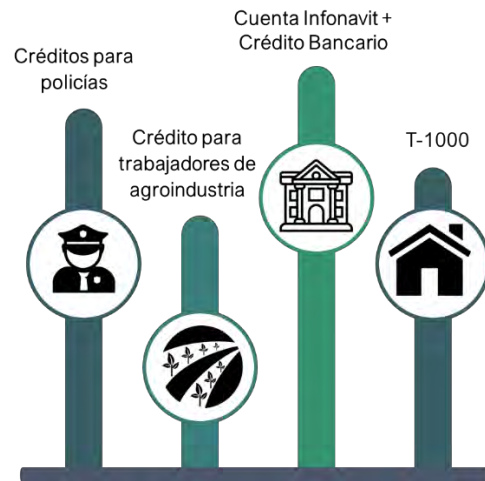 Créditos para
policías
Crédito para
trabajadores de
agroindustria
Cuenta Infonavit +
Crédito Bancario
T-1000